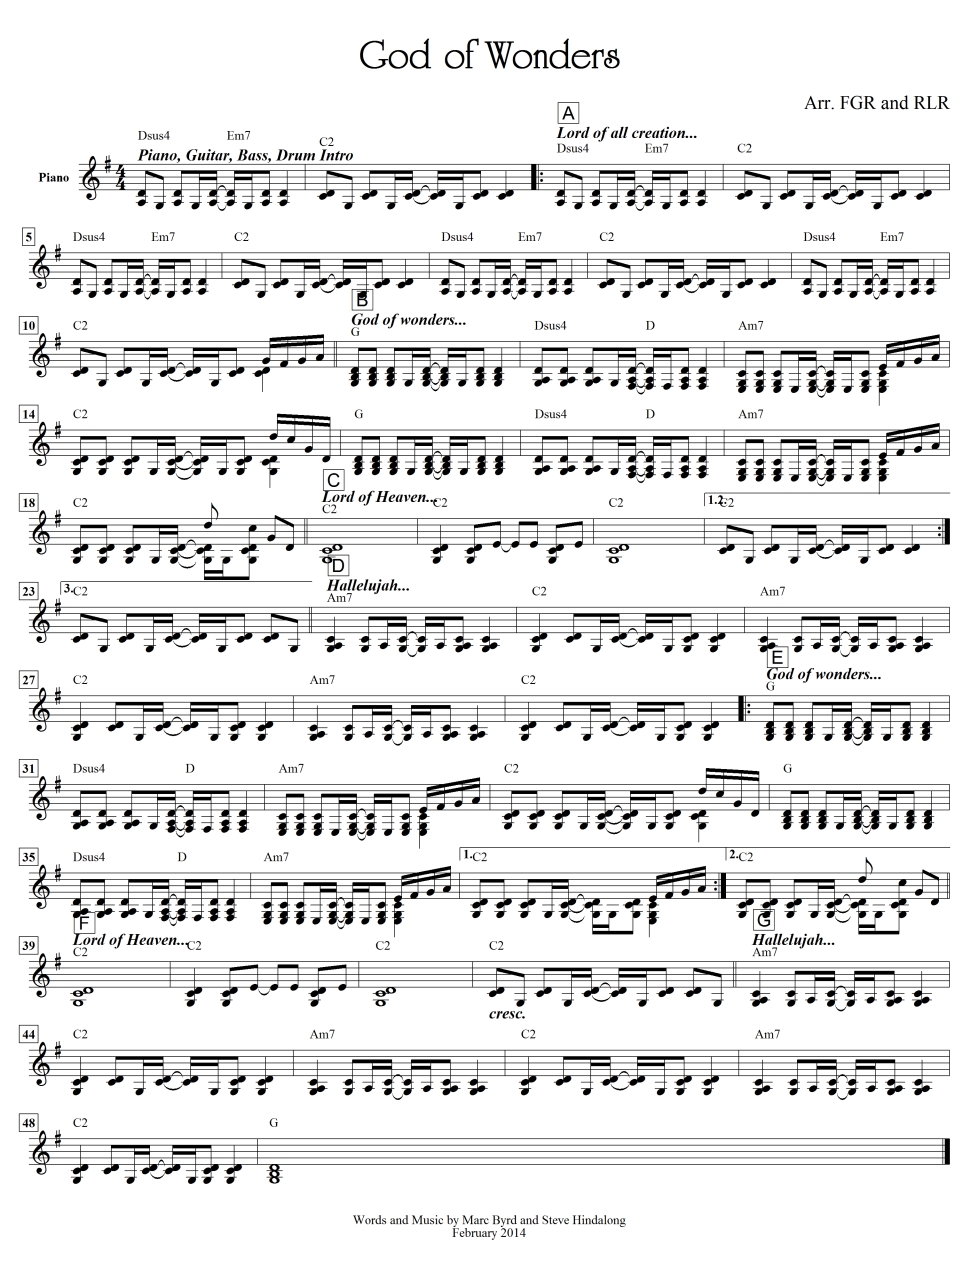 God of Wonders
Arr. FGR and RLR
A
Lord of all creation...
Dsus4 Em7 C2 Dsus4 Em7 C2
Piano, Guitar, Bass, Drum Intro
Piano
4
4
5 Dsus4 Em7 C2 Dsus4 Em7 C2 Dsus4 Em7
B
God of wonders...
10 C2 G Dsus4 D Am7
14 C2 G Dsus4 D Am7
C
Lord of Heaven...
18 C2 C2 C2 C2 1.2. C2
D
Hallelujah...
23 3. C2 Am7 C2 Am7
E
God of wonders...
27 C2 Am7 C2 G
31 Dsus4 D Am7 C2 G
35 Dsus4 D Am7 1. C2 2. C2
F G
Lord of Heaven... Hallelujah...
39 C2 C2 C2 C2 Am7
cresc.
44 C2 Am7 C2 Am7
48 C2 G
Words and Music by Marc Byrd and Steve Hindalong
February 2014